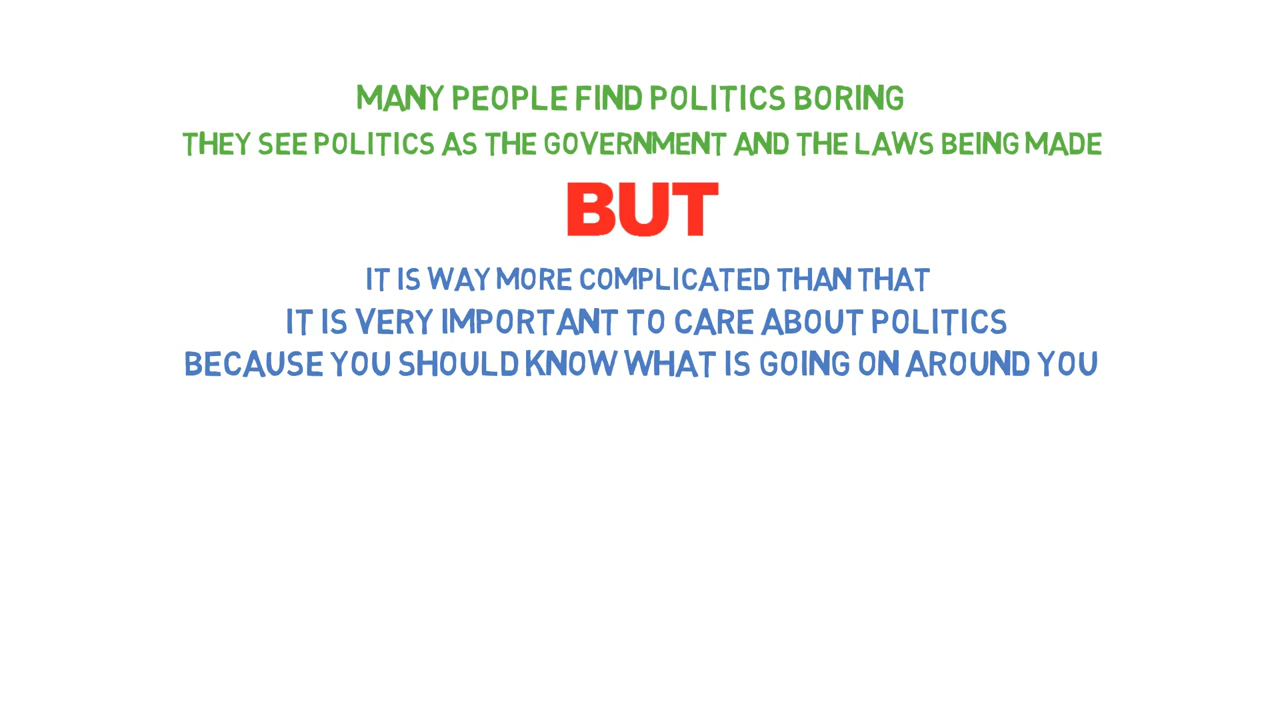 MANY PEOPLE FIND POLITICS BORING
THEY SEE POLITICS AS THE GOVERNMENT AND THE LAWS BEING MADE
BUT
IT IS WAY MORE COMPLICATED THAN THAT
IT IS VERY IMPORTANT TO CARE ABOUT POLITICS
BECAUSE YOU SHOULD KNOW WHAT IS GOING ON AROUND YOU